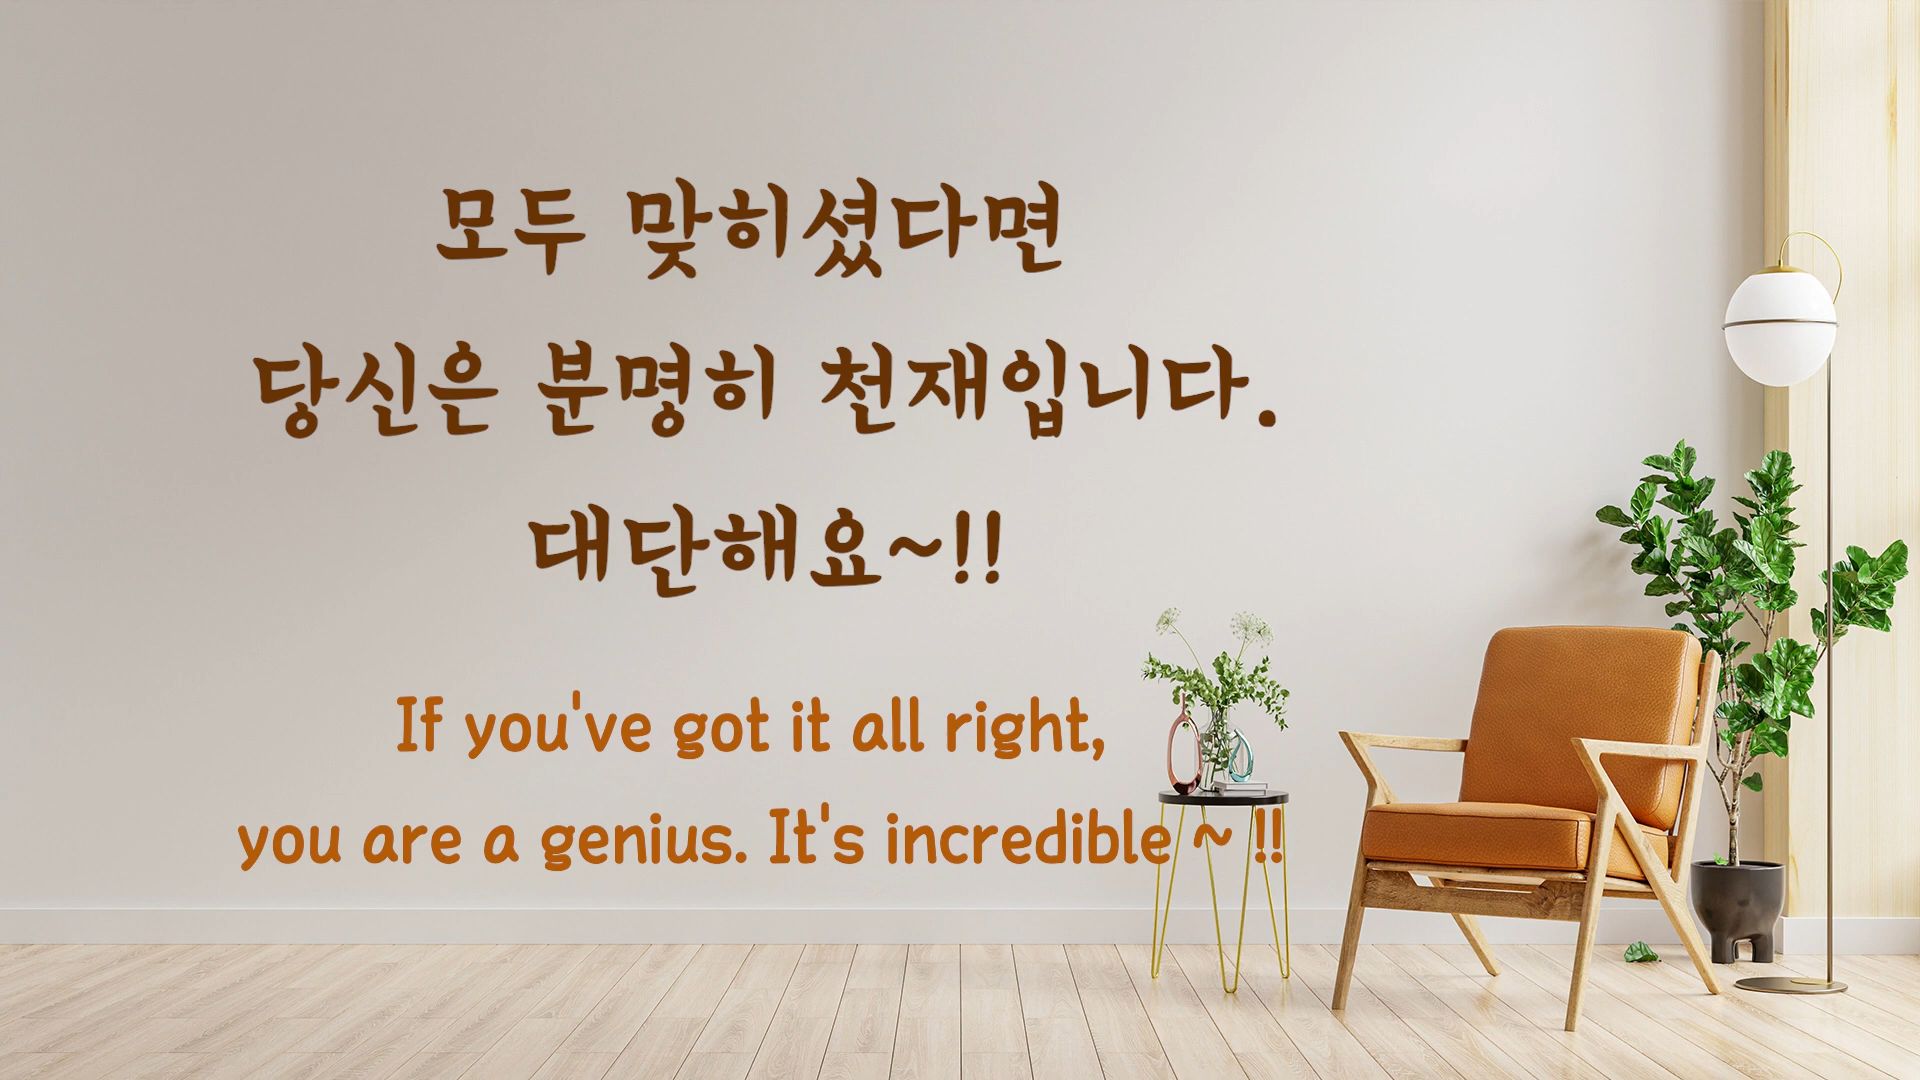 모두 맞히셨다면
당신은 분명히 천재입니다.
대단해요~!!
If you've got it all right,
you are a genius. It's incredible ~ !!